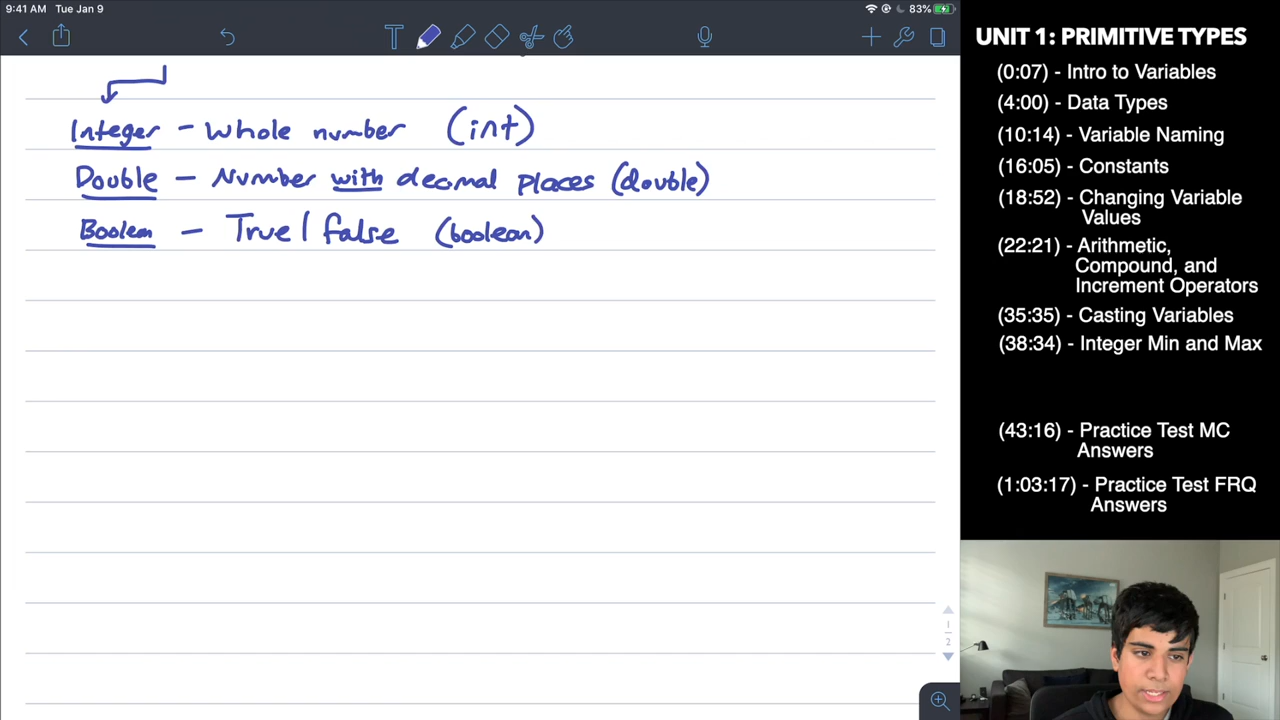 9:41 AM Tue Jan 9
83%
T
Integer - Whole number (int)
Double - Number with decimal places (double)
Boolean - True / false (boolean)
1
2
UNIT 1: PRIMITIVE TYPES
(0:07) - Intro to Variables
(4:00) - Data Types
(10:14) - Variable Naming
(16:05) - Constants
(18:52) - Changing Variable
Values
(22:21) - Arithmetic,
Compound, and
Increment Operators
(35:35) - Casting Variables
(38:34) - Integer Min and Max
(43:16) - Practice Test MC
Answers
(1:03:17) - Practice Test FRQ
Answers